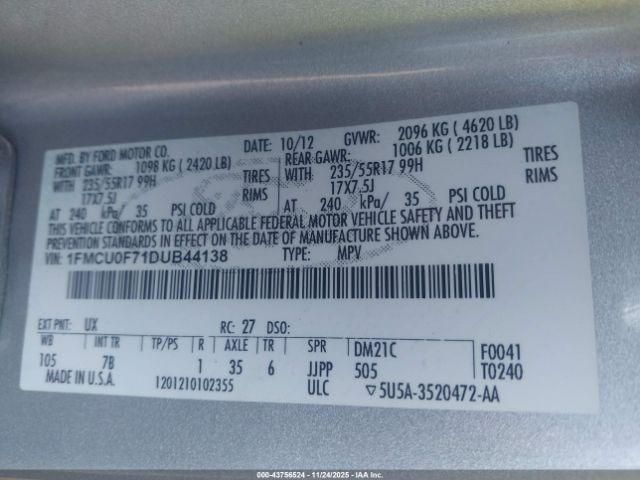 MFD. BY FORD MOTOR CO. DATE: 10/12 GVWR: 2096 KG ( 4620 LB)
FRONT GAWR: 1098 KG ( 2420 LB) REAR GAWR: 1006 KG ( 2218 LB)
WITH 235/55R17 99H TIRES WITH 235/55R17 99H TIRES
17X7.5J RIMS 17X7.5J RIMS
AT 240 kPa/ 35 PSI COLD AT 240 kPa/ 35 PSI COLD
THIS VEHICLE CONFORMS TO ALL APPLICABLE FEDERAL MOTOR VEHICLE SAFETY AND THEFT
PREVENTION STANDARDS IN EFFECT ON THE DATE OF MANUFACTURE SHOWN ABOVE.
VIN: 1FMCU0F71DUB44138 TYPE: MPV
EXT PNT: UX RC: 27 DSO:
WB INT TR TP/PS R AXLE TR SPR DM21C F0041
105 7B 1 35 6 JJPP 505 T0240
MADE IN U.S.A. 1201210102355 ULC ▽5U5A-3520472-AA
000-43756524 - 11/24/2025 - IAA Inc.